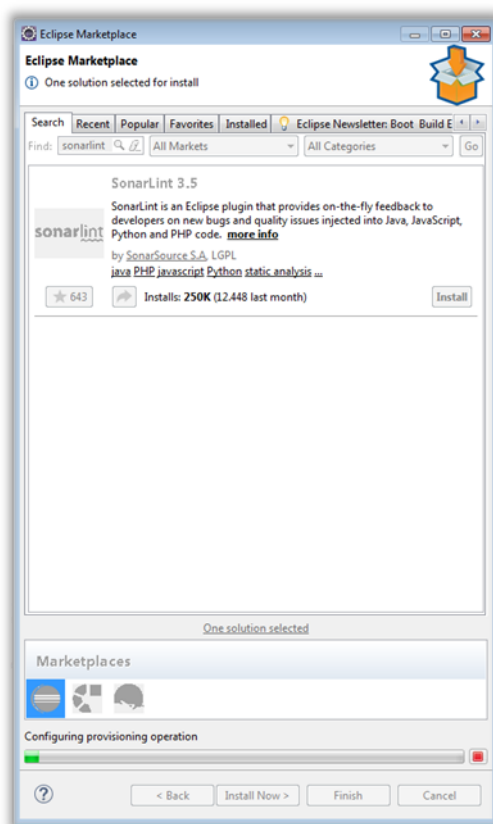 Eclipse Marketplace
Eclipse Marketplace
One solution selected for install
Search Recent Popular Favorites Installed Eclipse Newsletter: Boot Build E
Find: sonarlint All Markets All Categories Go
SonarLint 3.5
SonarLint is an Eclipse plugin that provides on-the-fly feedback to
developers on new bugs and quality issues injected into Java, JavaScript,
Python and PHP code. more info
sonarlint
by SonarSource S.A, LGPL
java PHP javascript Python static analysis ...
643 Installs: 250K (12.448 last month) Install
One solution selected
Marketplaces
Configuring provisioning operation
? < Back Install Now > Finish Cancel